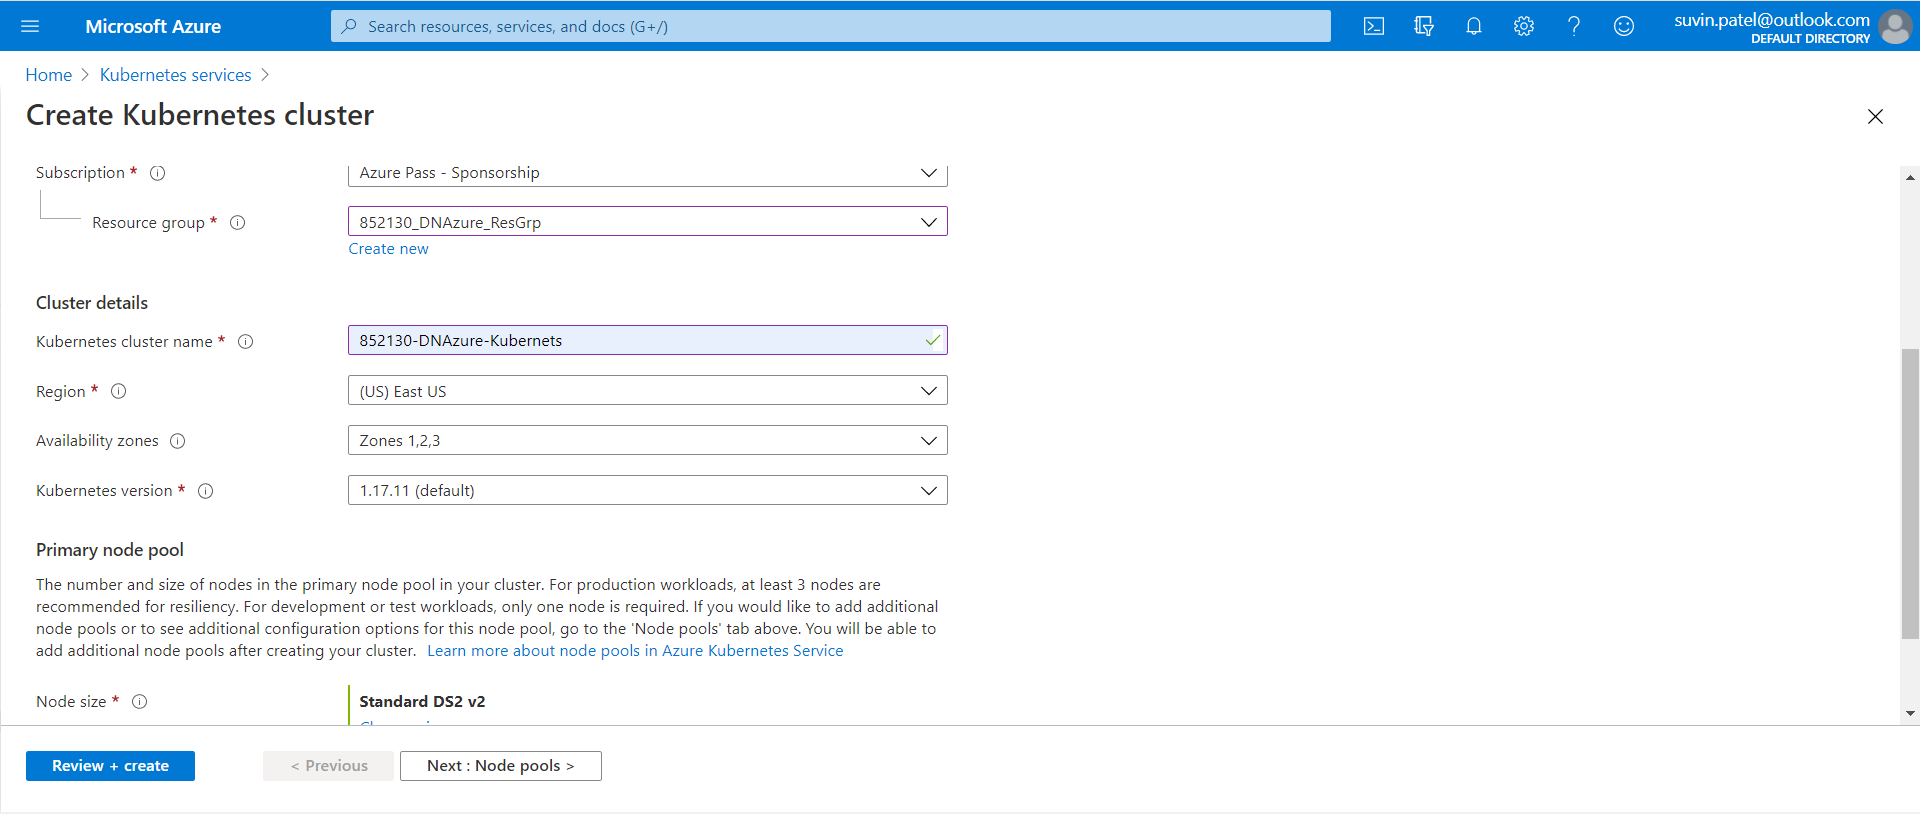 Microsoft Azure
Search resources, services, and docs (G+/)
suvin.patel@outlook.com
DEFAULT DIRECTORY
Home > Kubernetes services >
Create Kubernetes cluster
Subscription *
Azure Pass - Sponsorship
Resource group *
852130_DNAzure_ResGrp
Create new
Cluster details
Kubernetes cluster name *
852130-DNAzure-Kubernets
Region *
(US) East US
Availability zones
Zones 1,2,3
Kubernetes version *
1.17.11 (default)
Primary node pool
The number and size of nodes in the primary node pool in your cluster. For production workloads, at least 3 nodes are
recommended for resiliency. For development or test workloads, only one node is required. If you would like to add additional
node pools or to see additional configuration options for this node pool, go to the 'Node pools' tab above. You will be able to
add additional node pools after creating your cluster. Learn more about node pools in Azure Kubernetes Service
Node size *
Standard DS2 v2
Review + create
< Previous
Next : Node pools >